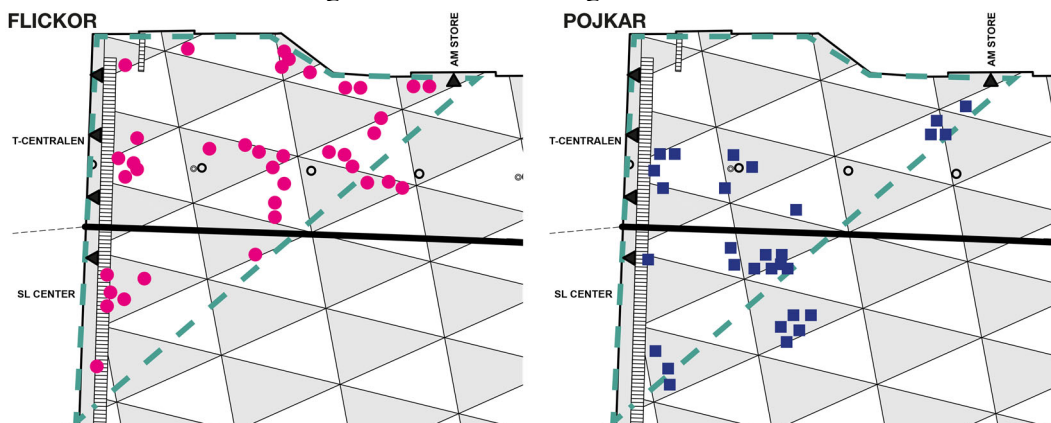 FLICKOR
POJKAR
AM STORE
AM STORE
T-CENTRALEN
T-CENTRALEN
SL CENTER
SL CENTER